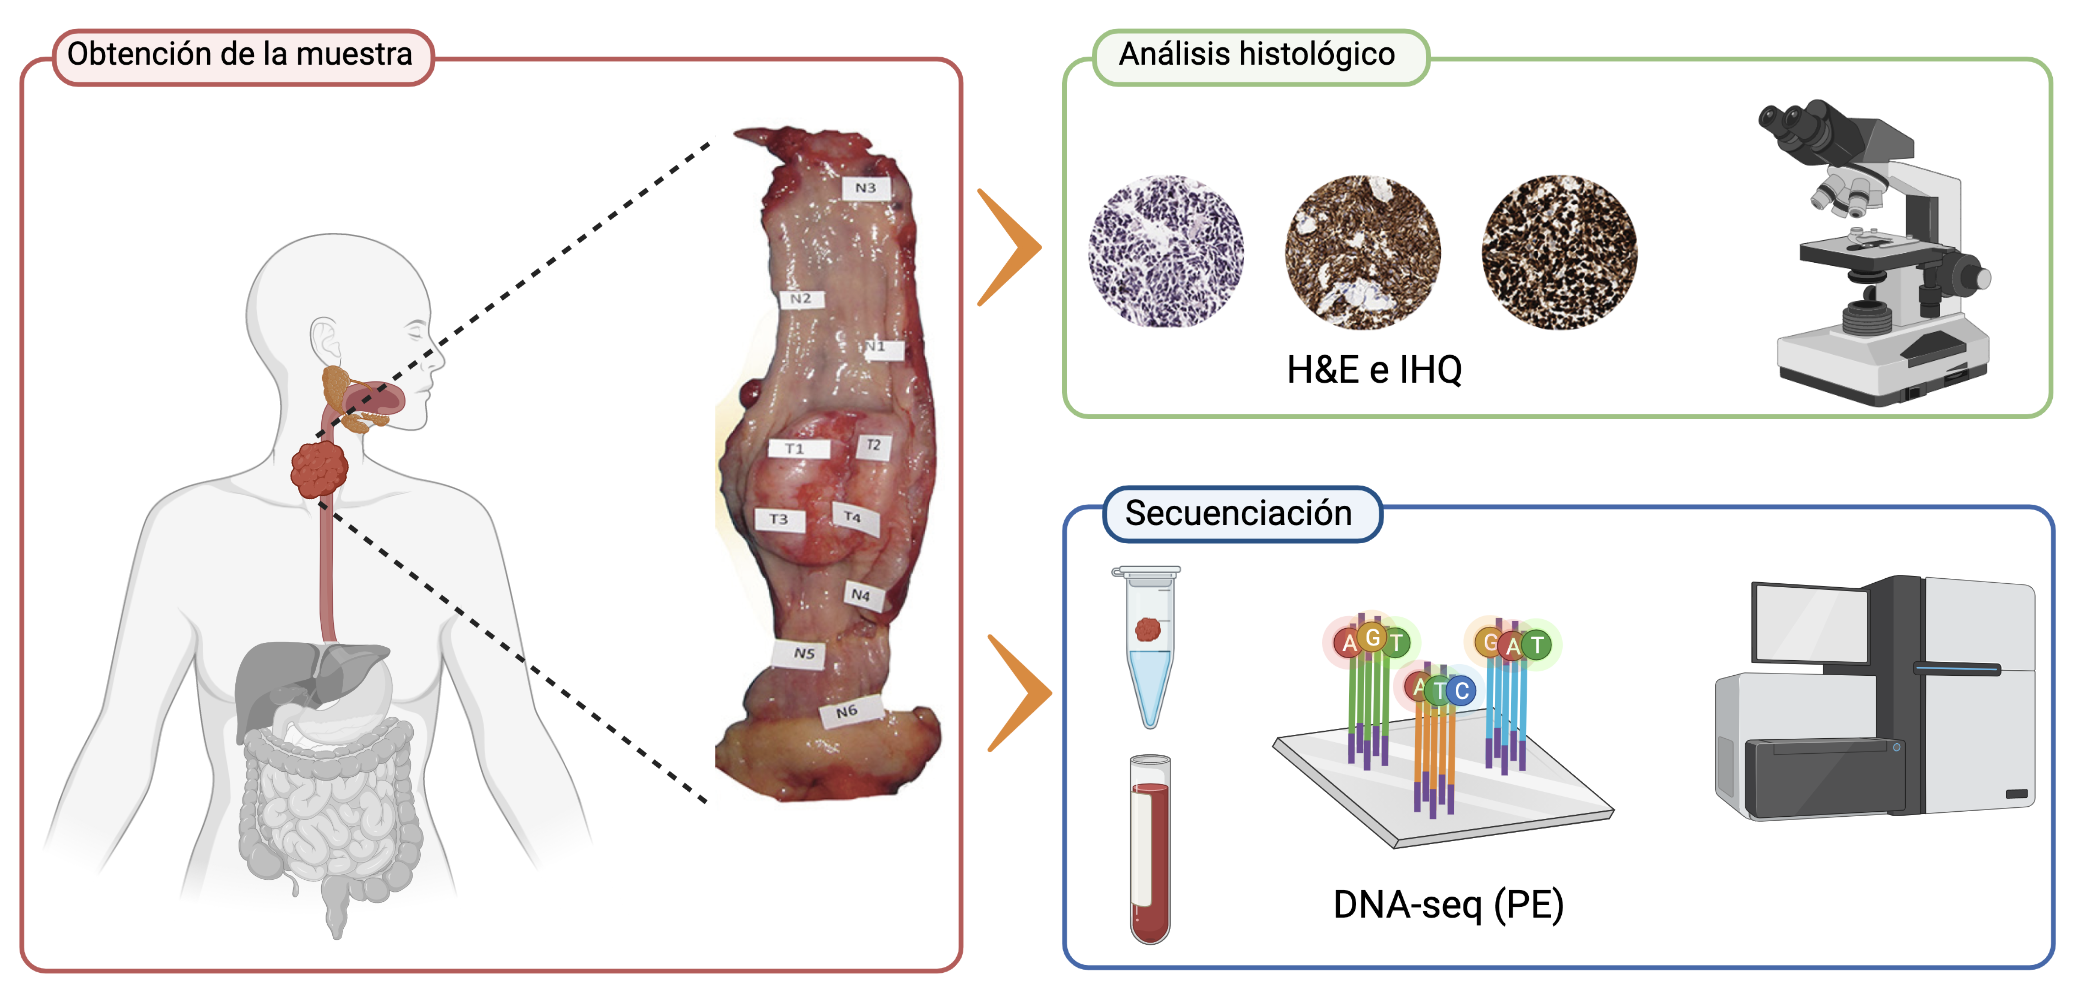 Obtención de la muestra
N3
N2
N1
T1
T2
T3
T4
N4
N5
N6
Análisis histológico
H&E e IHQ
Secuenciación
A G T
G A T
A T C
DNA-seq (PE)